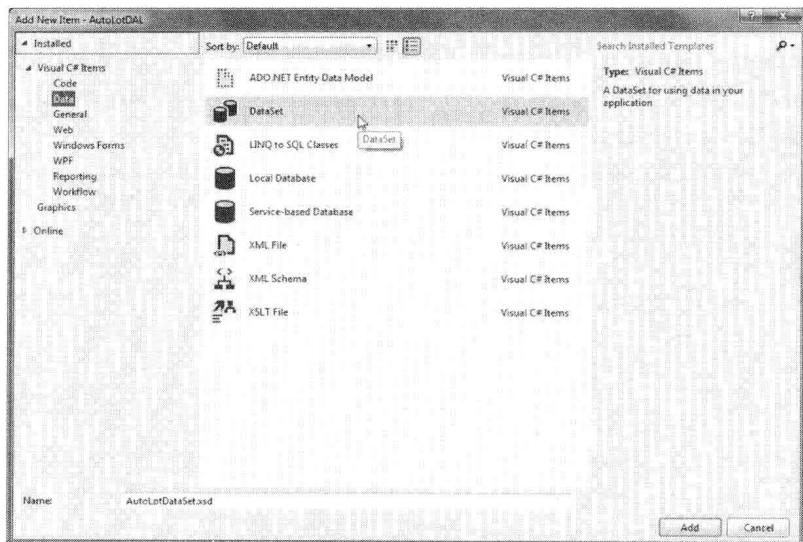 Add New Item - AutoLotDAL
Installed
Sort by: Default
Search Installed Templates
Visual C# Items
Code
Data
General
Web
Windows Forms
WPF
Reporting
Workflow
Graphics
Online
ADO.NET Entity Data Model Visual C# Items
DataSet Visual C# Items
DataSet
LINQ to SQL Classes Visual C# Items
Local Database Visual C# Items
Service-based Database Visual C# Items
XML File Visual C# Items
XML Schema Visual C# Items
XSLT File Visual C# Items
Type: Visual C# Items
A DataSet for using data in your
application
Name: AutoLotDataSet.xsd
Add Cancel